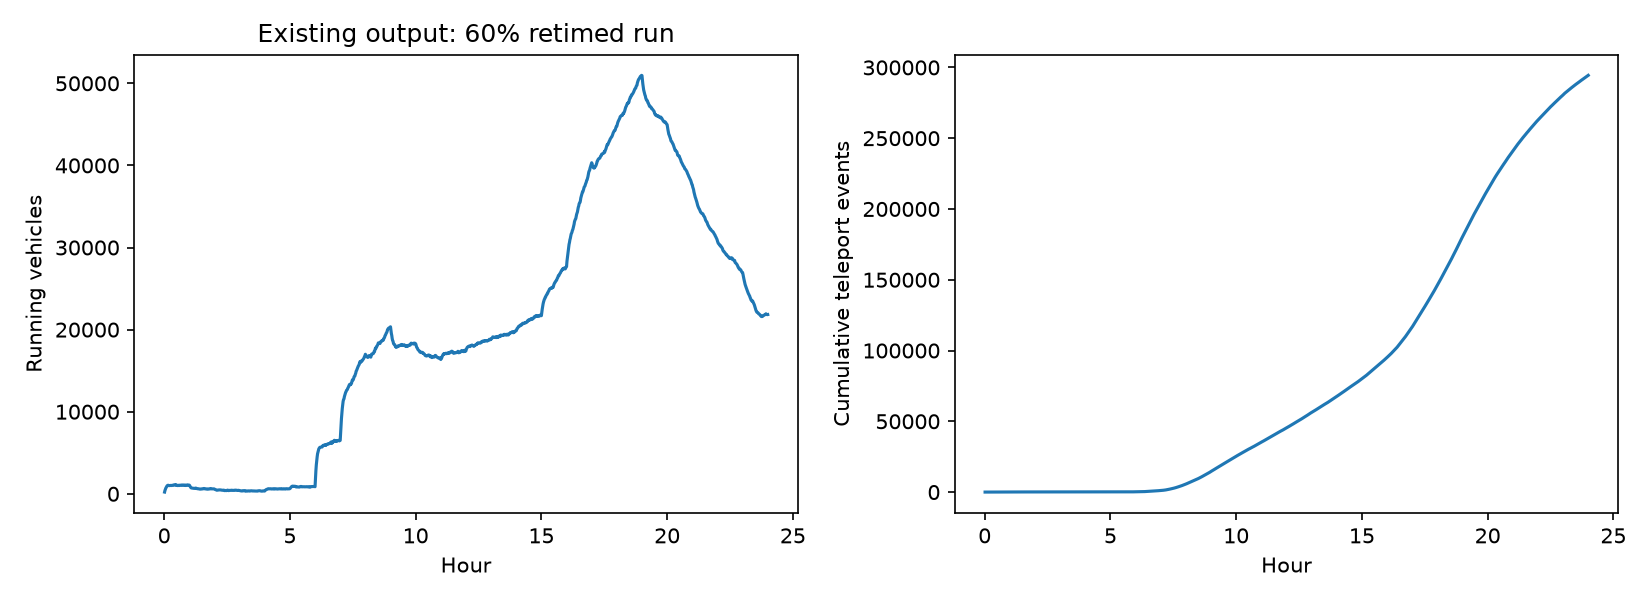 Existing output: 60% retimed run
Running vehicles
50000
40000
30000
20000
10000
0
0 5 10 15 20 25
Hour
Cumulative teleport events
300000
250000
200000
150000
100000
50000
0
0 5 10 15 20 25
Hour